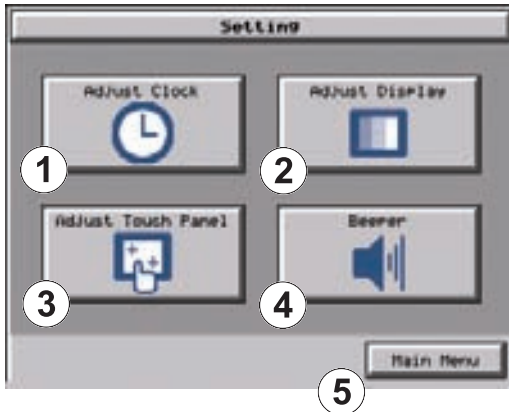 Setting
Adjust Clock
1
Adjust Display
2
Adjust Touch Panel
3
Beeper
4
Main Menu
5